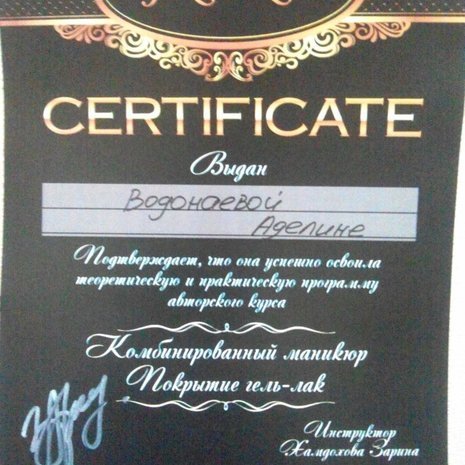 CERTIFICATE
Выдан
Водонаевой
Аделине
Подтверждает, что она успешно освоила
теоретическую и практическую программу
авторского курса
Комбинированный маникюр
Покрытие гель-лак
Инструктор
Хамдохова Зарина